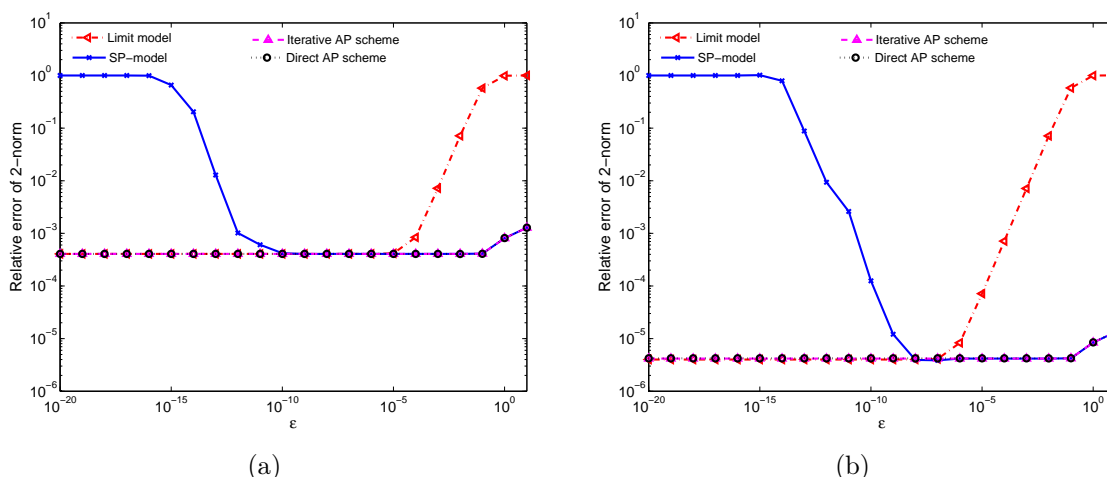 10^1
10^0
10^-1
10^-2
10^-3
10^-4
10^-5
10^-6
Relative error of 2-norm
Limit model
SP-model
Iterative AP scheme
Direct AP scheme
10^-20
10^-15
10^-10
10^-5
10^0
ε
(a)
10^1
10^0
10^-1
10^-2
10^-3
10^-4
10^-5
10^-6
Relative error of 2-norm
Limit model
SP-model
Iterative AP scheme
Direct AP scheme
10^-20
10^-15
10^-10
10^-5
10^0
ε
(b)